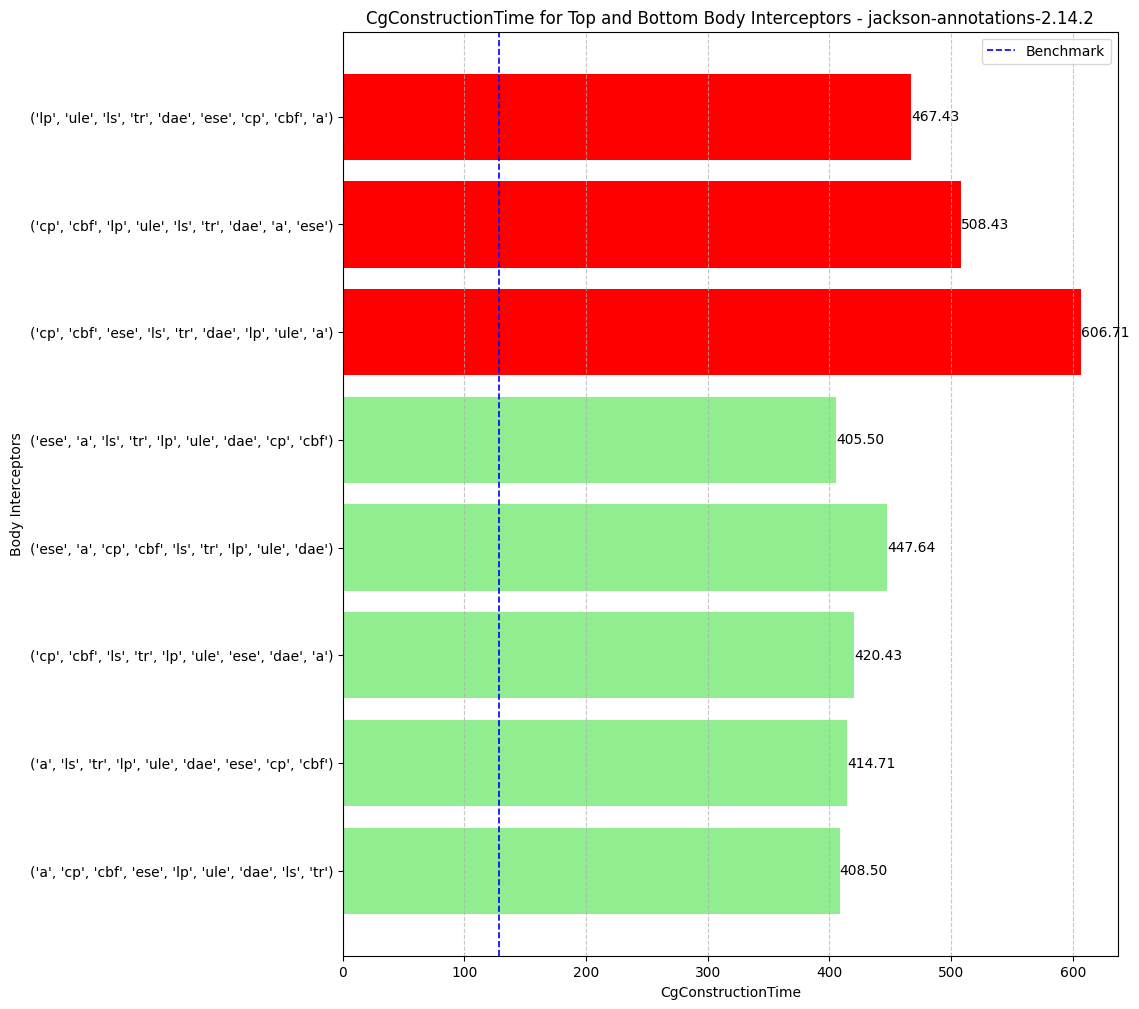 CgConstructionTime for Top and Bottom Body Interceptors - jackson-annotations-2.14.2
Benchmark
('lp', 'ule', 'ls', 'tr', 'dae', 'ese', 'cp', 'cbf', 'a')
467.43
('cp', 'cbf', 'lp', 'ule', 'ls', 'tr', 'dae', 'a', 'ese')
508.43
('cp', 'cbf', 'ese', 'ls', 'tr', 'dae', 'lp', 'ule', 'a')
606.71
('ese', 'a', 'ls', 'tr', 'lp', 'ule', 'dae', 'cp', 'cbf')
405.50
('ese', 'a', 'cp', 'cbf', 'ls', 'tr', 'lp', 'ule', 'dae')
447.64
('cp', 'cbf', 'ls', 'tr', 'lp', 'ule', 'ese', 'dae', 'a')
420.43
('a', 'ls', 'tr', 'lp', 'ule', 'dae', 'ese', 'cp', 'cbf')
414.71
('a', 'cp', 'cbf', 'ese', 'lp', 'ule', 'dae', 'ls', 'tr')
408.50
Body Interceptors
0 100 200 300 400 500 600
CgConstructionTime